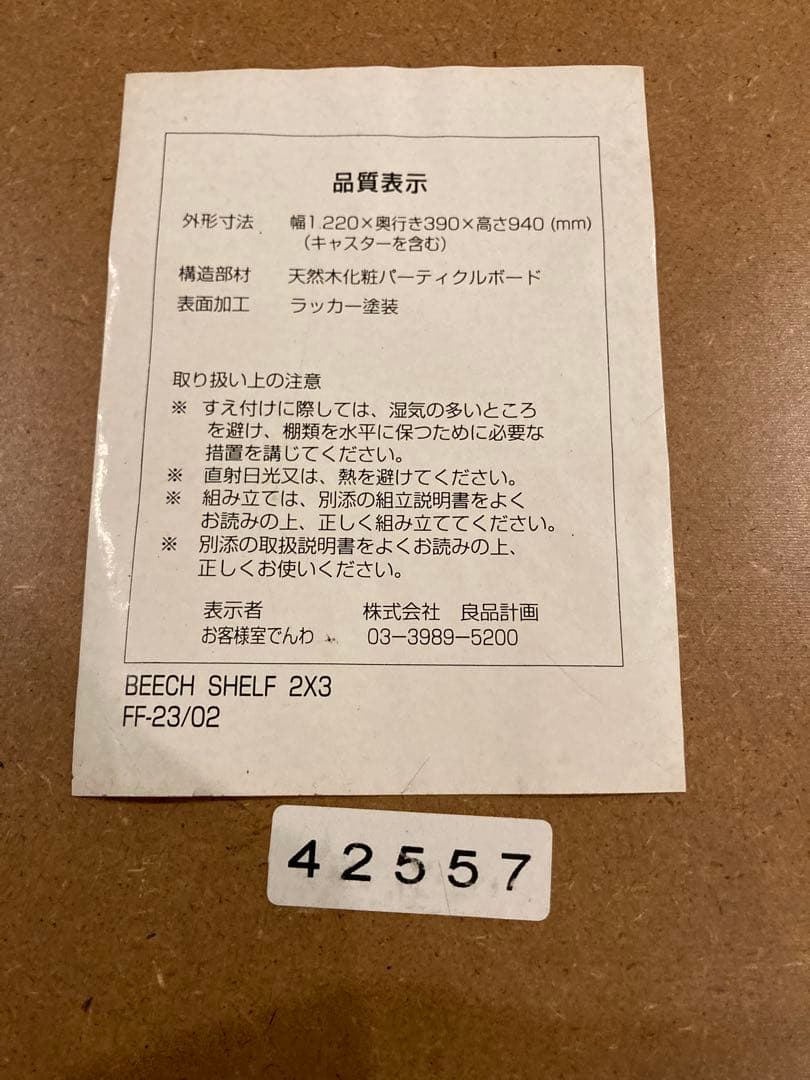 品質表示
外形寸法 幅1.220×奥行き390×高さ940 (mm)
(キャスターを含む)
構造部材 天然木化粧パーティクルボード
表面加工 ラッカー塗装
取り扱い上の注意
※ すえ付けに際しては、湿気の多いところ
を避け、棚類を水平に保つために必要な
措置を講じてください。
※ 直射日光又は、熱を避けてください。
※ 組み立ては、別添の組立説明書をよく
お読みの上、正しく組み立ててください。
※ 別添の取扱説明書をよくお読みの上、
正しくお使いください。
表示者 株式会社 良品計画
お客様室でんわ 03-3989-5200
BEECH SHELF 2X3
FF-23/02
42557